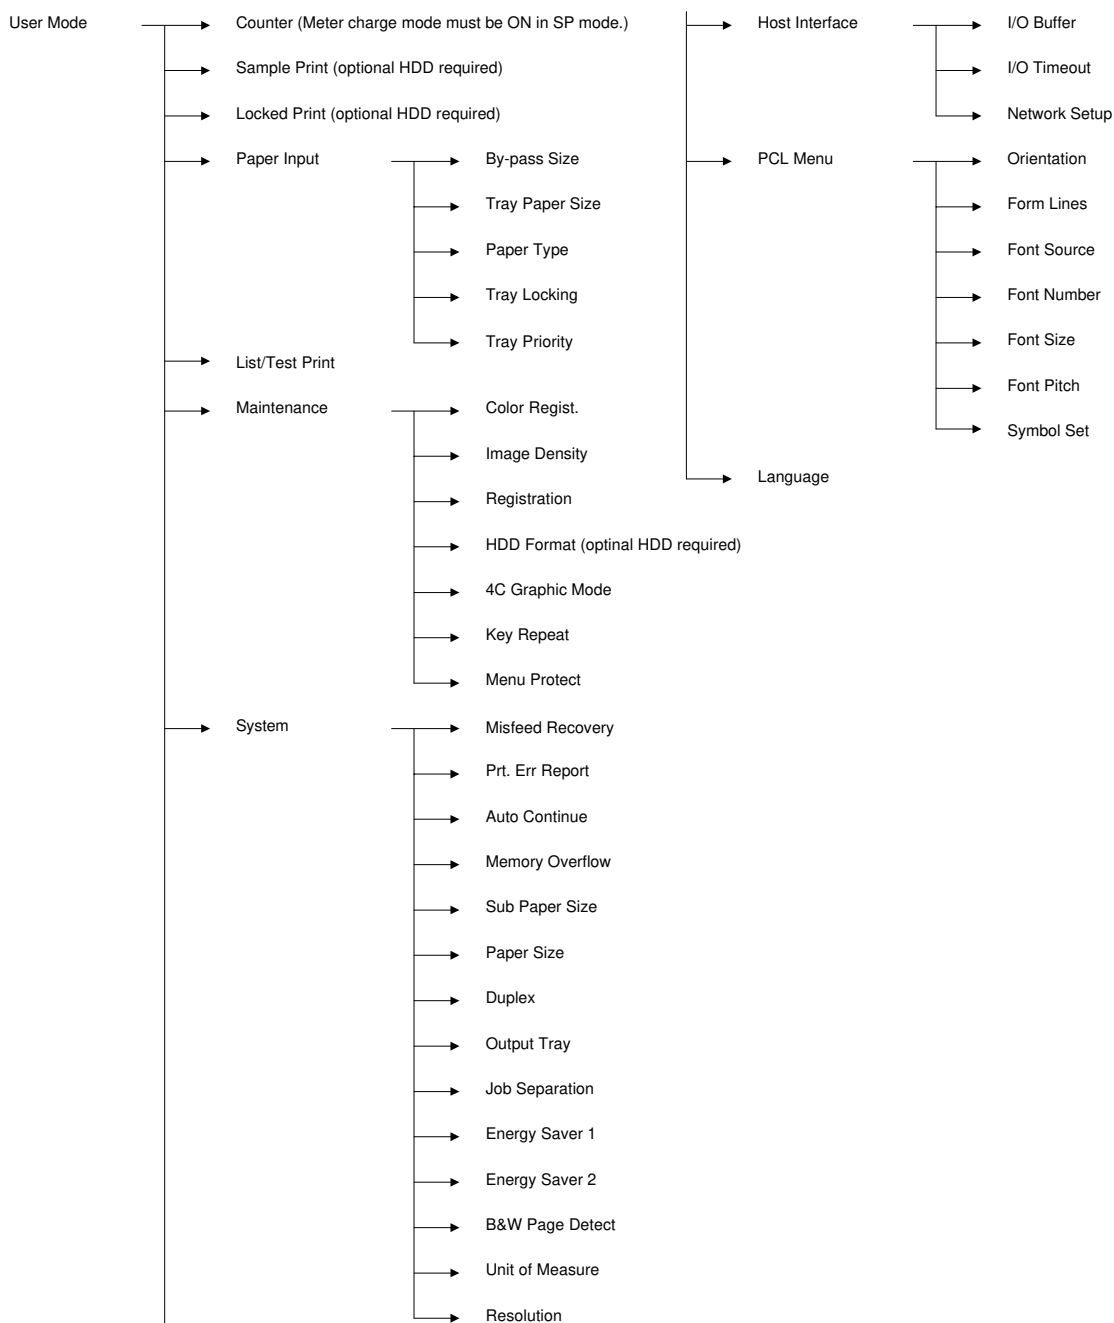 User Mode
Counter (Meter charge mode must be ON in SP mode.)
Sample Print (optional HDD required)
Locked Print (optional HDD required)
Paper Input
By-pass Size
Tray Paper Size
Paper Type
Tray Locking
Tray Priority
List/Test Print
Maintenance
Color Regist.
Image Density
Registration
HDD Format (optinal HDD required)
4C Graphic Mode
Key Repeat
Menu Protect
System
Misfeed Recovery
Prt. Err Report
Auto Continue
Memory Overflow
Sub Paper Size
Paper Size
Duplex
Output Tray
Job Separation
Energy Saver 1
Energy Saver 2
B&W Page Detect
Unit of Measure
Resolution
Host Interface
I/O Buffer
I/O Timeout
Network Setup
PCL Menu
Orientation
Form Lines
Font Source
Font Number
Font Size
Font Pitch
Symbol Set
Language